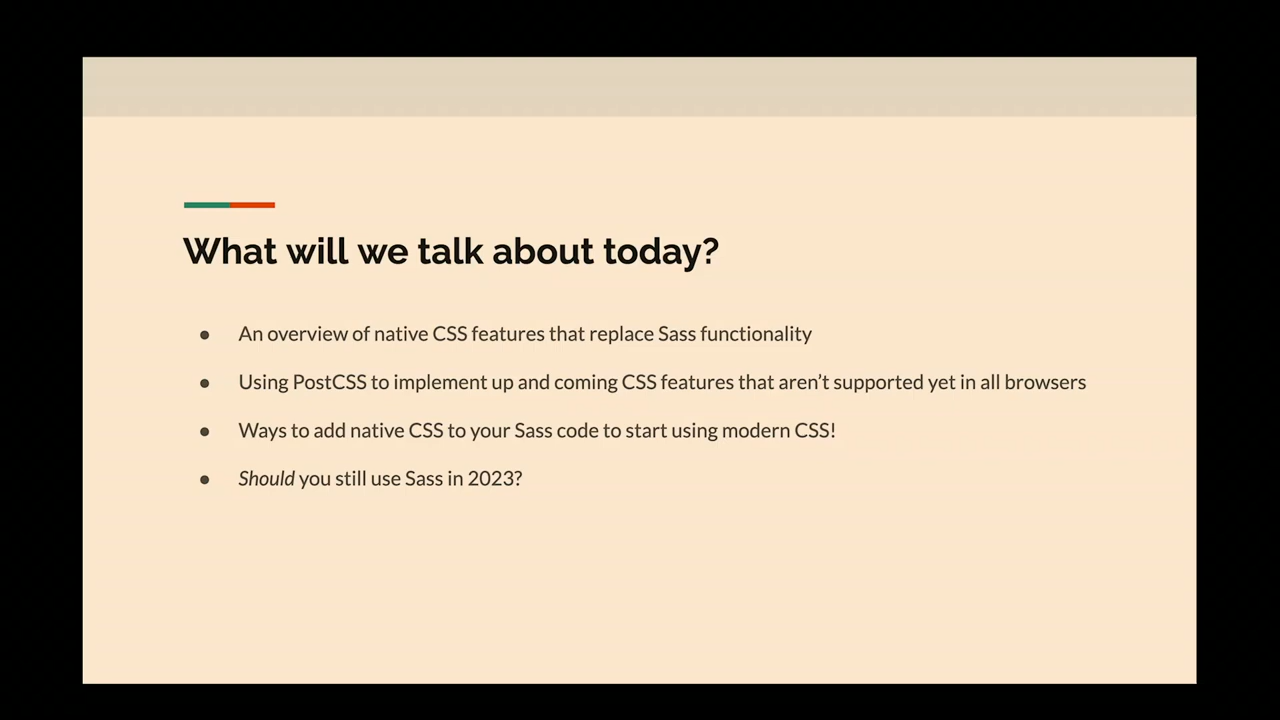 What will we talk about today?
● An overview of native CSS features that replace Sass functionality
● Using PostCSS to implement up and coming CSS features that aren’t supported yet in all browsers
● Ways to add native CSS to your Sass code to start using modern CSS!
● Should you still use Sass in 2023?